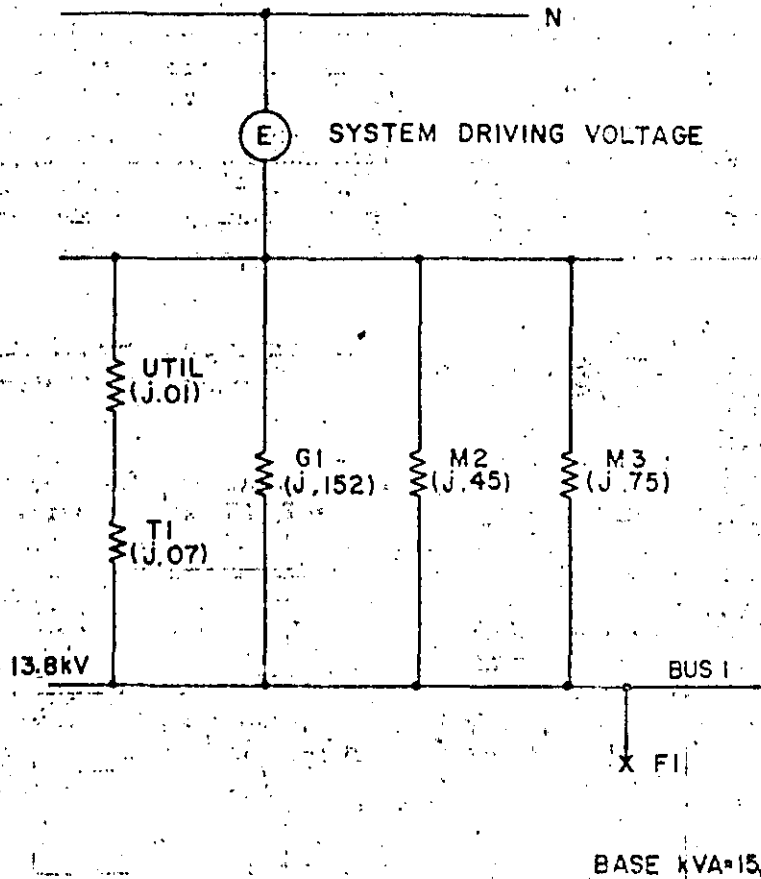 N
E SYSTEM DRIVING VOLTAGE
UTIL
(j.01)
G1
(j.152)
M2
(j.45)
M3
(j.75)
T1
(j.07)
13.8kV
BUS 1
F1
BASE kVA=15,